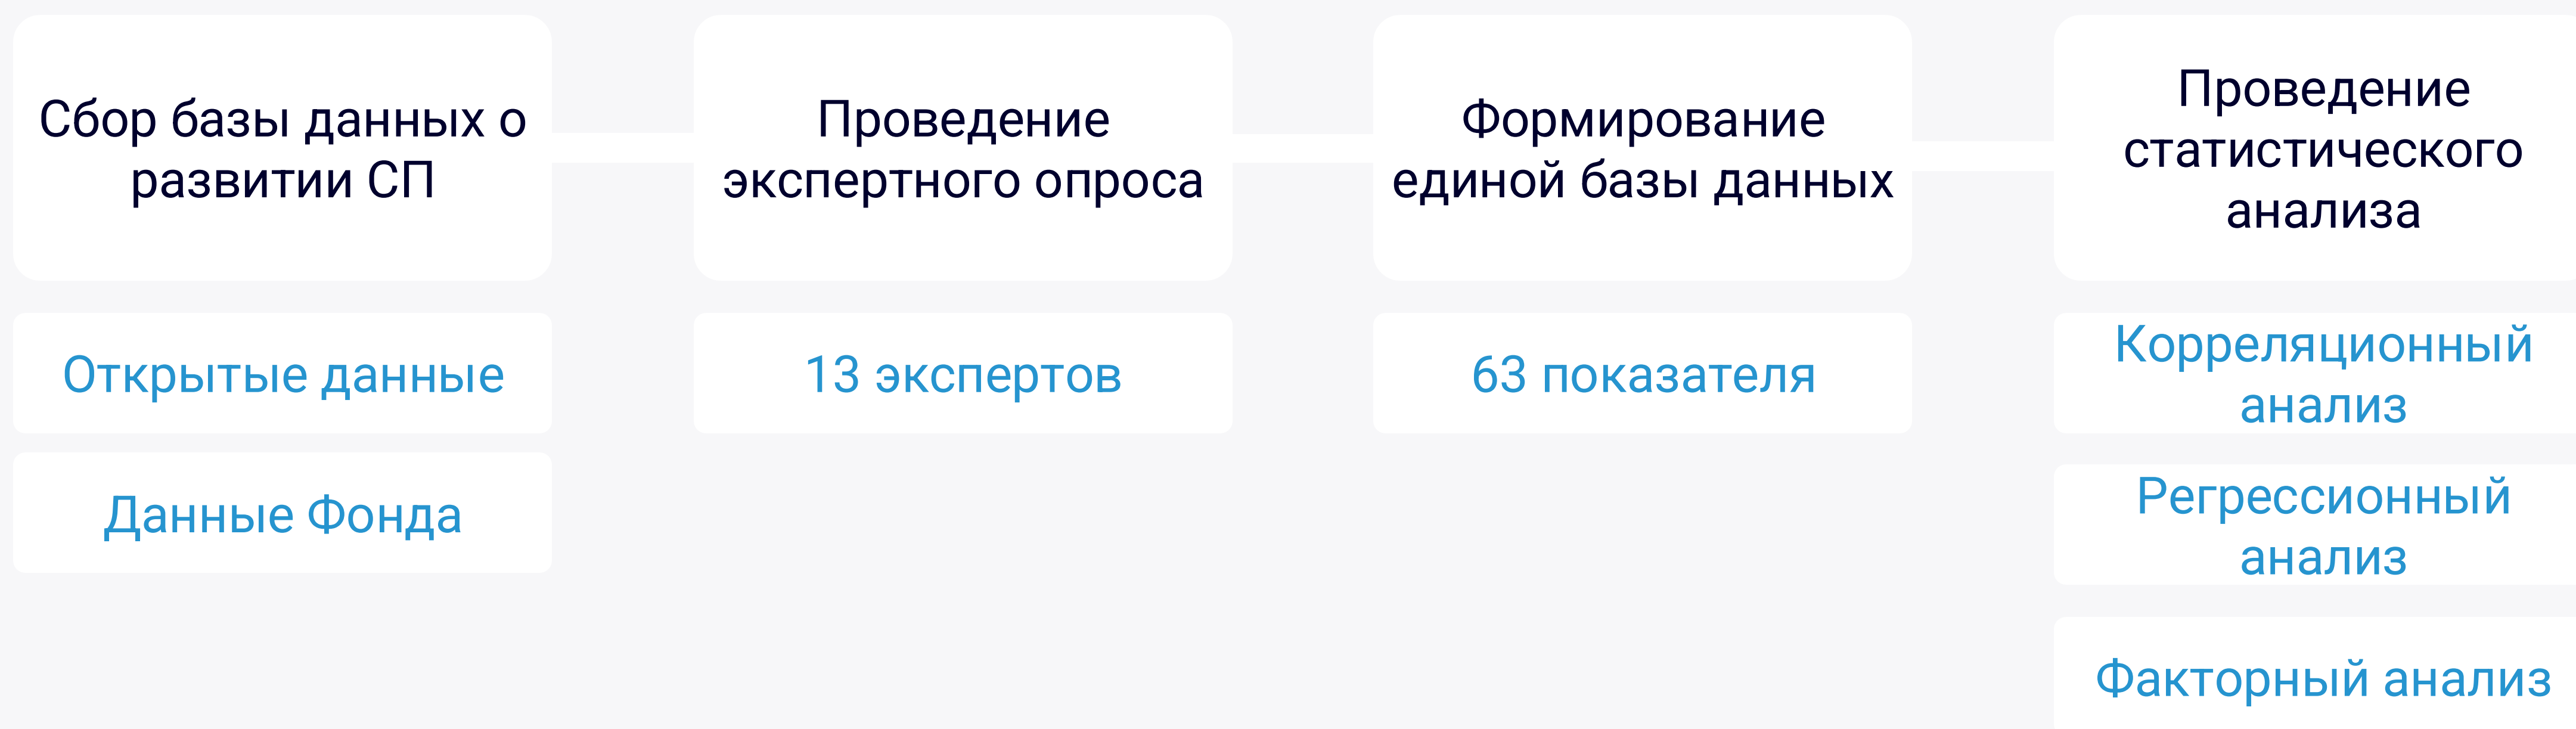 Сбор базы данных о
развитии СП
Открытые данные
Данные Фонда
Проведение
экспертного опроса
13 экспертов
Формирование
единой базы данных
63 показателя
Проведение
статистического
анализа
Корреляционный
анализ
Регрессионный
анализ
Факторный анализ